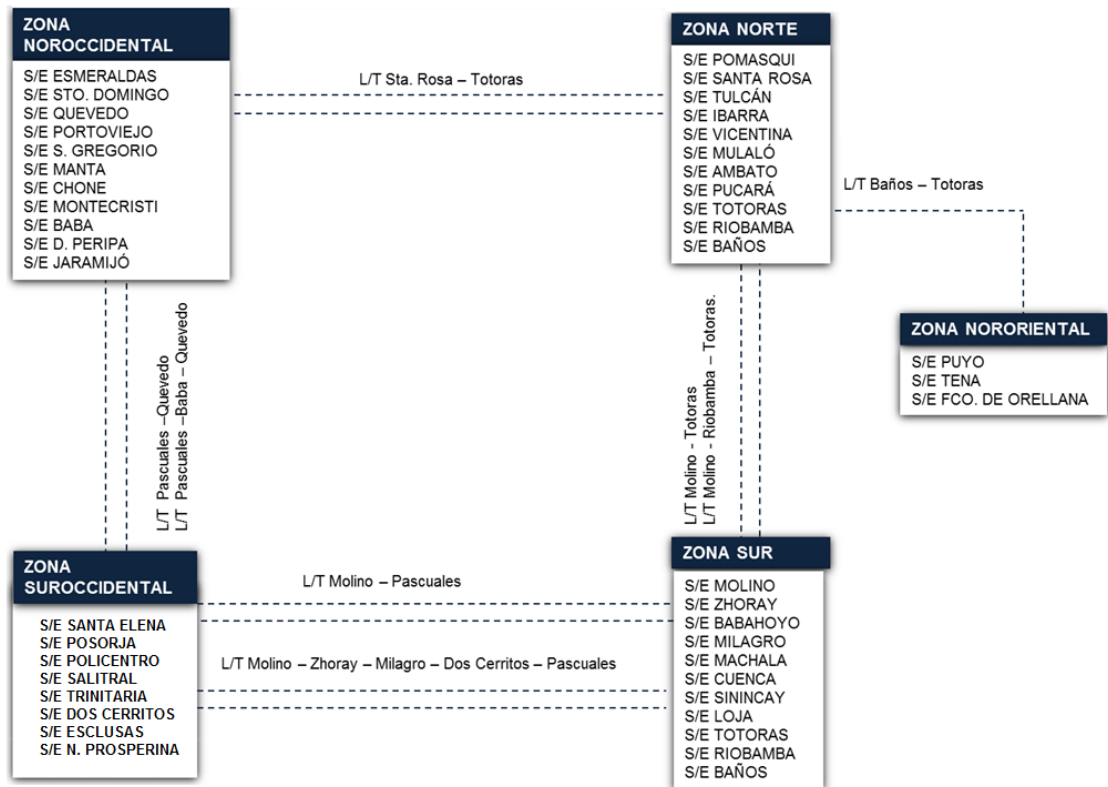 ZONA
NOROCCIDENTAL
S/E ESMERALDAS
S/E STO. DOMINGO
S/E QUEVEDO
S/E PORTOVIEJO
S/E S. GREGORIO
S/E MANTA
S/E CHONE
S/E MONTECRISTI
S/E BABA
S/E D. PERIPA
S/E JARAMIJÓ
L/T Sta. Rosa – Totoras
ZONA NORTE
S/E POMASQUI
S/E SANTA ROSA
S/E TULCÁN
S/E IBARRA
S/E VICENTINA
S/E MULALÓ
S/E AMBATO
S/E PUCARÁ
S/E TOTORAS
S/E RIOBAMBA
S/E BAÑOS
L/T Baños – Totoras
ZONA NORORIENTAL
S/E PUYO
S/E TENA
S/E FCO. DE ORELLANA
L/T Pascuales –Quevedo
L/T Pascuales –Baba – Quevedo
L/T Molino - Totoras
L/T Molino - Riobamba – Totoras.
ZONA
SUROCCIDENTAL
S/E SANTA ELENA
S/E POSORJA
S/E POLICENTRO
S/E SALITRAL
S/E TRINITARIA
S/E DOS CERRITOS
S/E ESCLUSAS
S/E N. PROSPERINA
L/T Molino – Pascuales
L/T Molino – Zhoray – Milagro – Dos Cerritos – Pascuales
ZONA SUR
S/E MOLINO
S/E ZHORAY
S/E BABAHOYO
S/E MILAGRO
S/E MACHALA
S/E CUENCA
S/E SININCAY
S/E LOJA
S/E TOTORAS
S/E RIOBAMBA
S/E BAÑOS